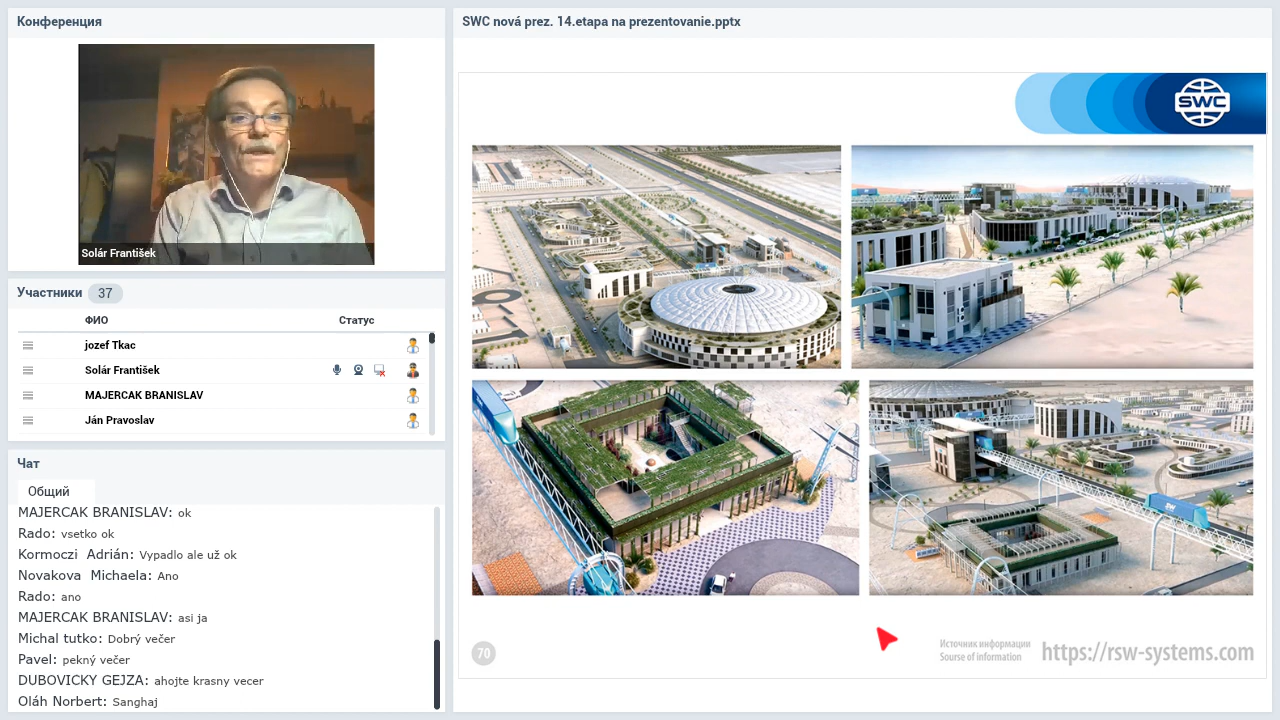 Конференция
Solár František
Участники 37
ФИО Статус
jozef Tkac
Solár František
MAJERCAK BRANISLAV
Ján Pravoslav
Чат
Общий
MAJERCAK BRANISLAV: ok
Rado: vsetko ok
Kormoczi Adrián: Vypadlo ale už ok
Novakova Michaela: Ano
Rado: ano
MAJERCAK BRANISLAV: asi ja
Michal tutko: Dobrý večer
Pavel: pekný večer
DUBOVICKY GEJZA: ahojte krasny vecer
Oláh Norbert: Sanghaj
SWC nová prez. 14.etapa na prezentovanie.pptx
SWC
70
Источник информации
Sourse of information
https://rsw-systems.com